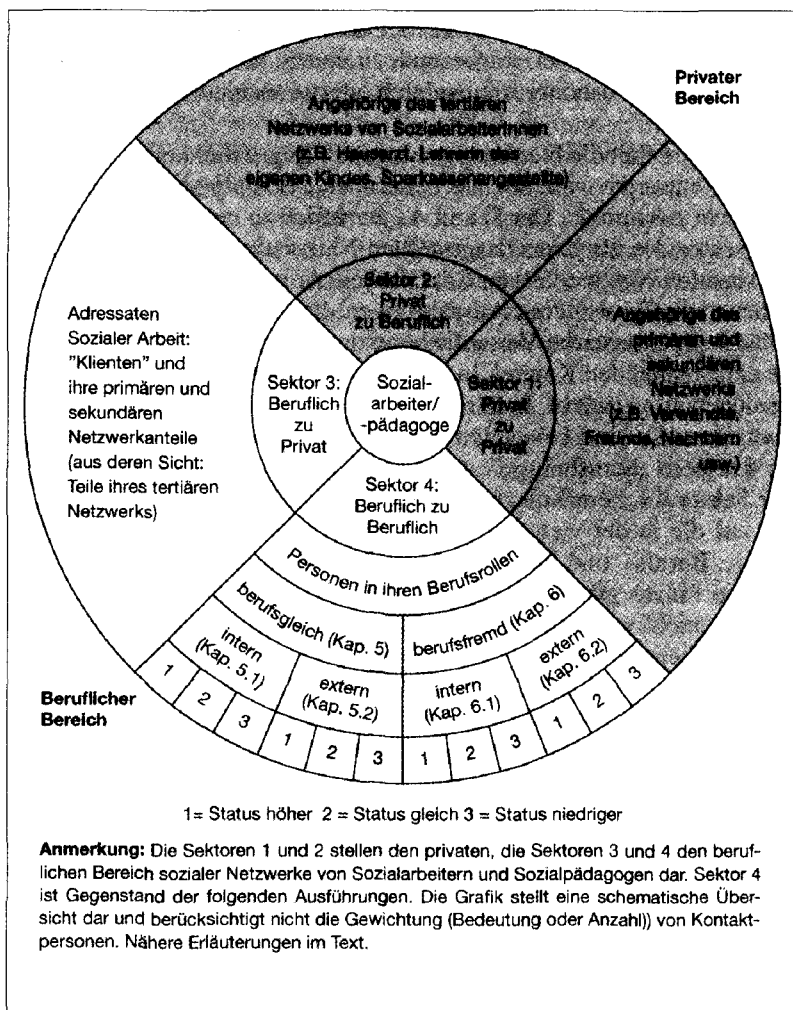 Privater
Bereich
Angehörige des tertiären
Netzwerks von SozialarbeiterInnen
(z.B. Hausarzt, Lehrerin des
eigenen Kindes, Sparkassenangestellte)
Sektor 2:
Privat
zu Beruflich
Adressaten
Sozialer Arbeit:
"Klienten" und
ihre primären und
sekundären
Netzwerkanteile
(aus deren Sicht:
Teile ihres tertiären
Netzwerks)
Sektor 3:
Beruflich
zu
Privat
Sozial-
arbeiter/
-pädagoge
Sektor 1:
Privat
zu
Privat
Angehörige des
primären und
sekundären
Netzwerks
(z.B. Verwandte,
Freunde, Nachbarn
usw.)
Sektor 4:
Beruflich zu
Beruflich
Personen in ihren Berufsrollen
berufsgleich (Kap. 5)
berufsfremd (Kap. 6)
intern
(Kap. 5.1)
extern
(Kap. 5.2)
intern
(Kap. 6.1)
extern
(Kap. 6.2)
1 2 3 1 2 3 1 2 3 1 2 3
Beruflicher
Bereich
1= Status höher 2 = Status gleich 3 = Status niedriger
Anmerkung: Die Sektoren 1 und 2 stellen den privaten, die Sektoren 3 und 4 den beruf-
lichen Bereich sozialer Netzwerke von Sozialarbeitern und Sozialpädagogen dar. Sektor 4
ist Gegenstand der folgenden Ausführungen. Die Grafik stellt eine schematische Über-
sicht dar und berücksichtigt nicht die Gewichtung (Bedeutung oder Anzahl)) von Kontakt-
personen. Nähere Erläuterungen im Text.